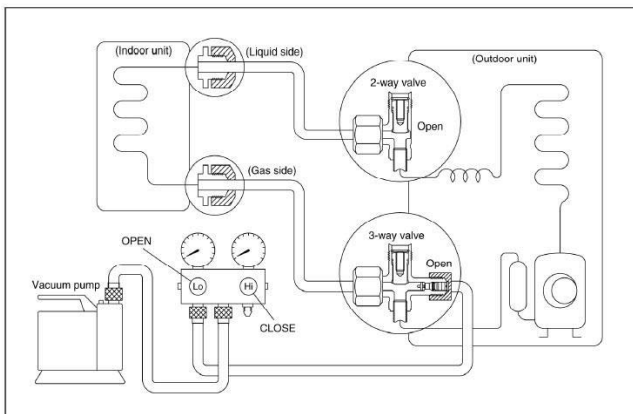 (Indoor unit)
(Liquid side)
(Outdoor unit)
2-way valve
Open
(Gas side)
3-way valve
Open
OPEN
Lo
Hi
CLOSE
Vacuum pump